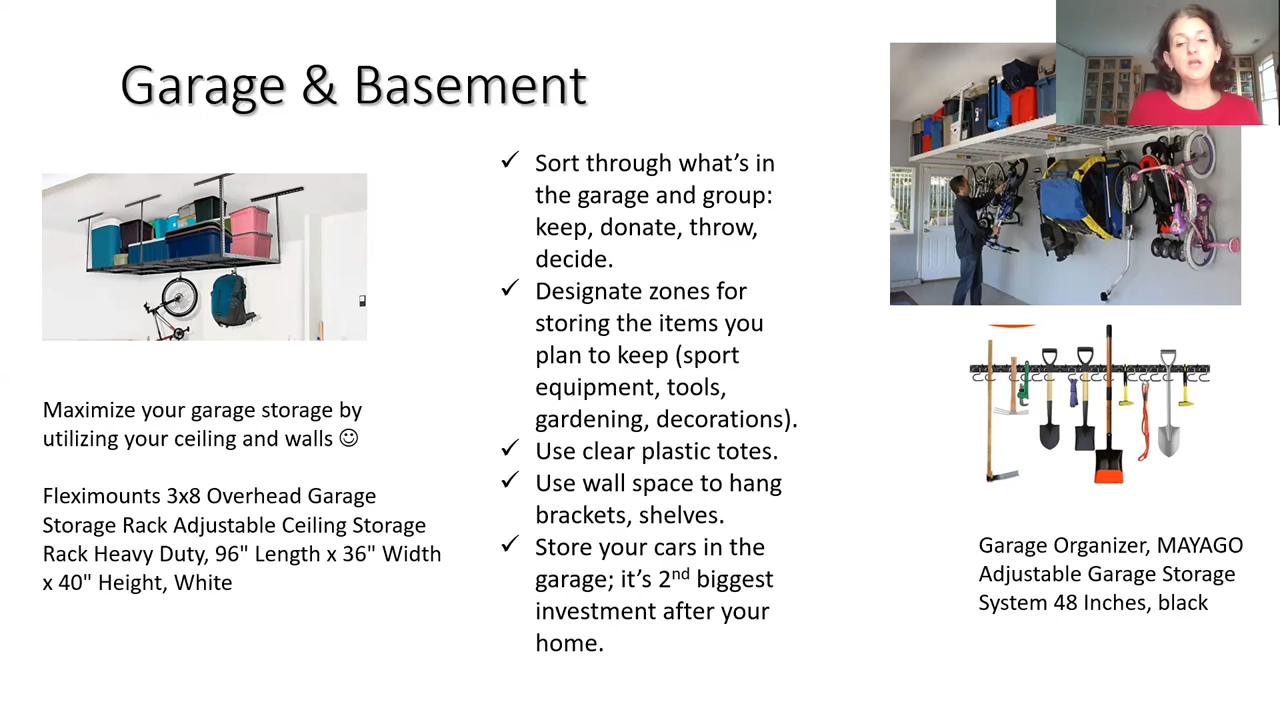 Garage & Basement
Maximize your garage storage by
utilizing your ceiling and walls ☺
Fleximounts 3x8 Overhead Garage
Storage Rack Adjustable Ceiling Storage
Rack Heavy Duty, 96" Length x 36" Width
x 40" Height, White
✓ Sort through what’s in
the garage and group:
keep, donate, throw,
decide.
✓ Designate zones for
storing the items you
plan to keep (sport
equipment, tools,
gardening, decorations).
✓ Use clear plastic totes.
✓ Use wall space to hang
brackets, shelves.
✓ Store your cars in the
garage; it’s 2nd biggest
investment after your
home.
Garage Organizer, MAYAGO
Adjustable Garage Storage
System 48 Inches, black